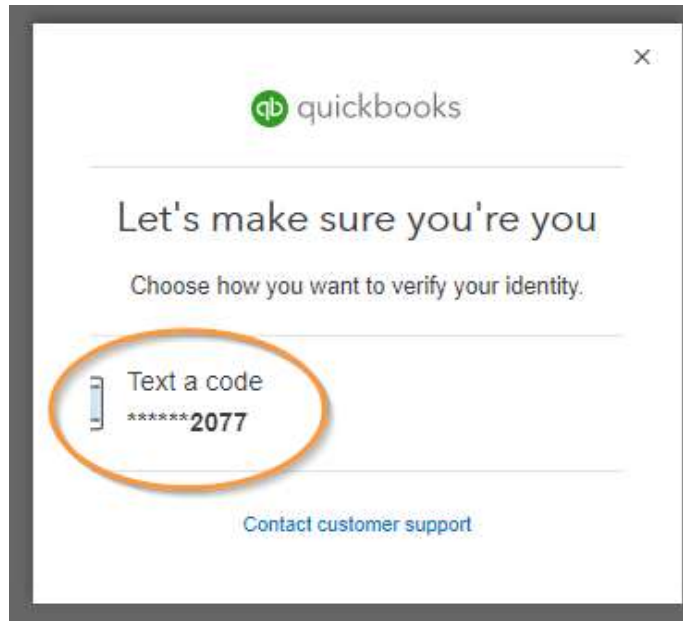 qb quickbooks
Let's make sure you're you
Choose how you want to verify your identity.
Text a code
******2077
Contact customer support